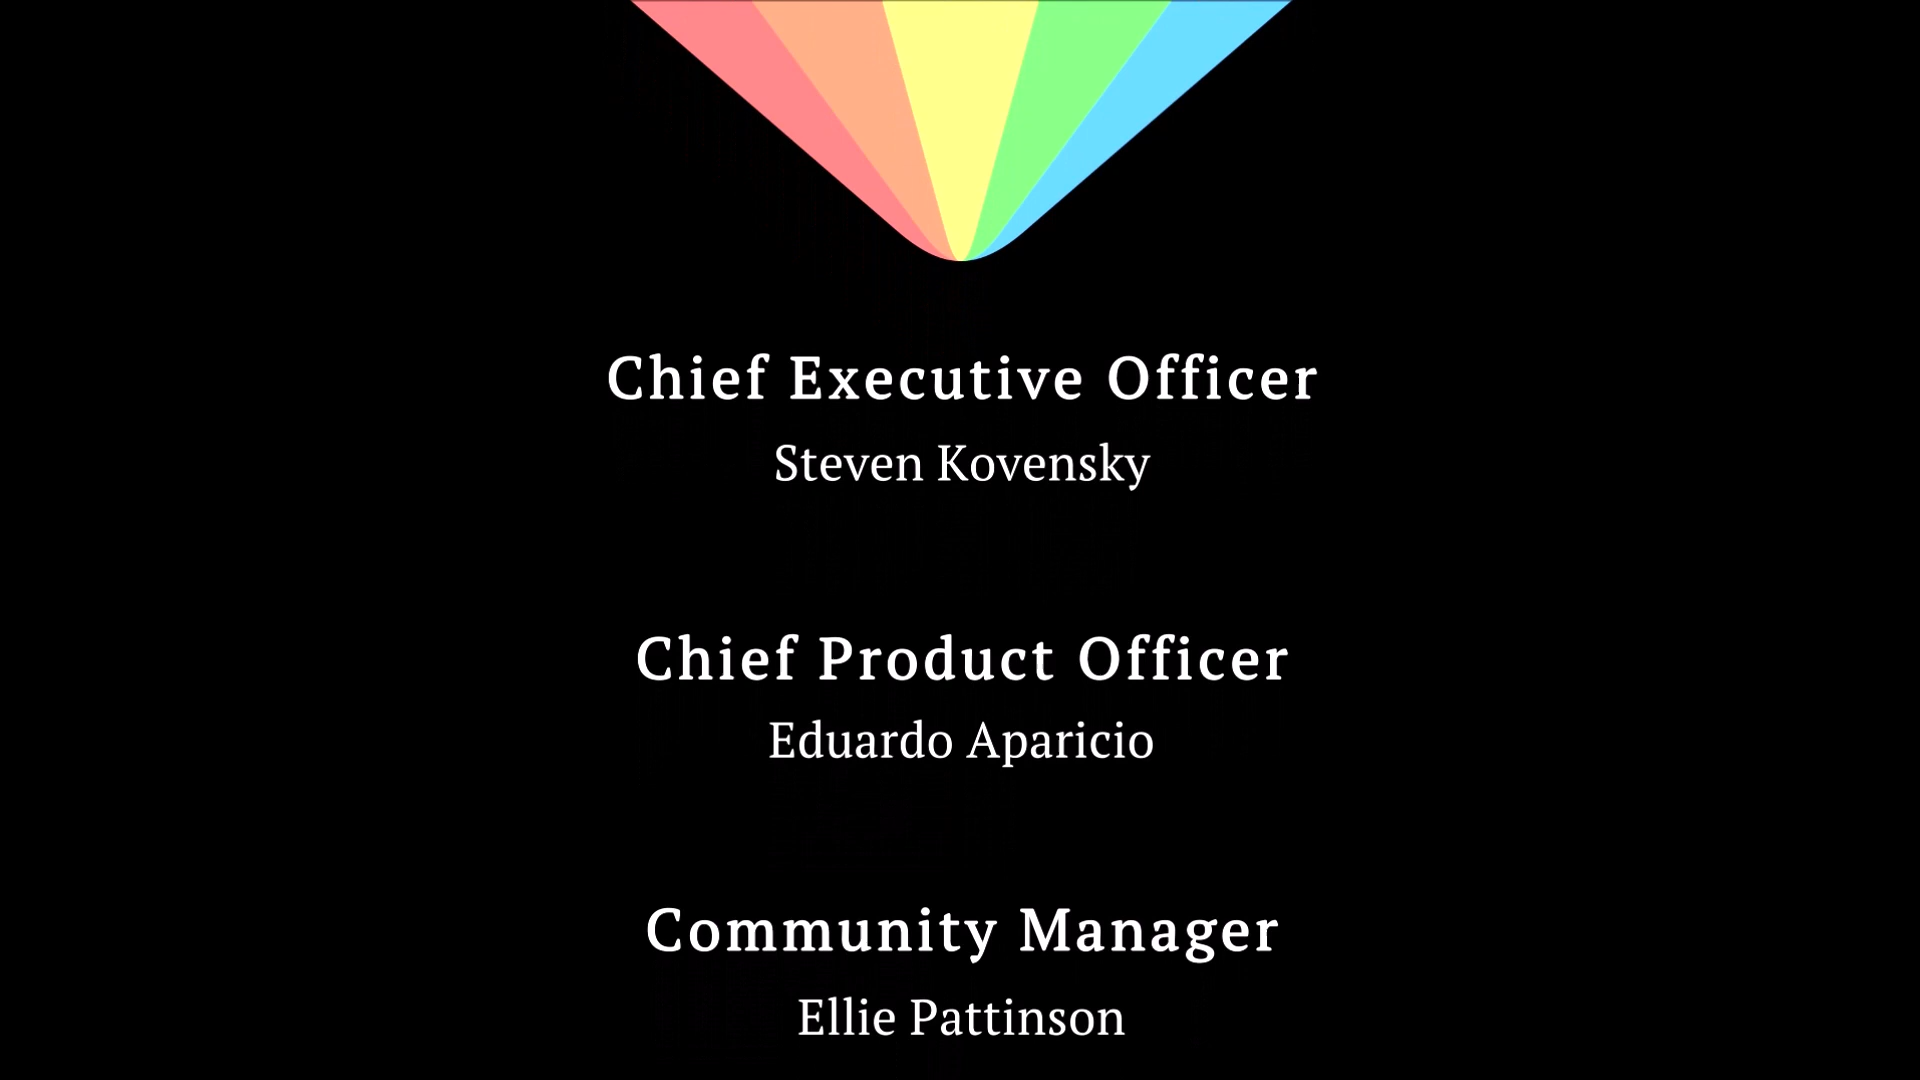 Chief Executive Officer
Steven Kovensky
Chief Product Officer
Eduardo Aparicio
Community Manager
Ellie Pattinson